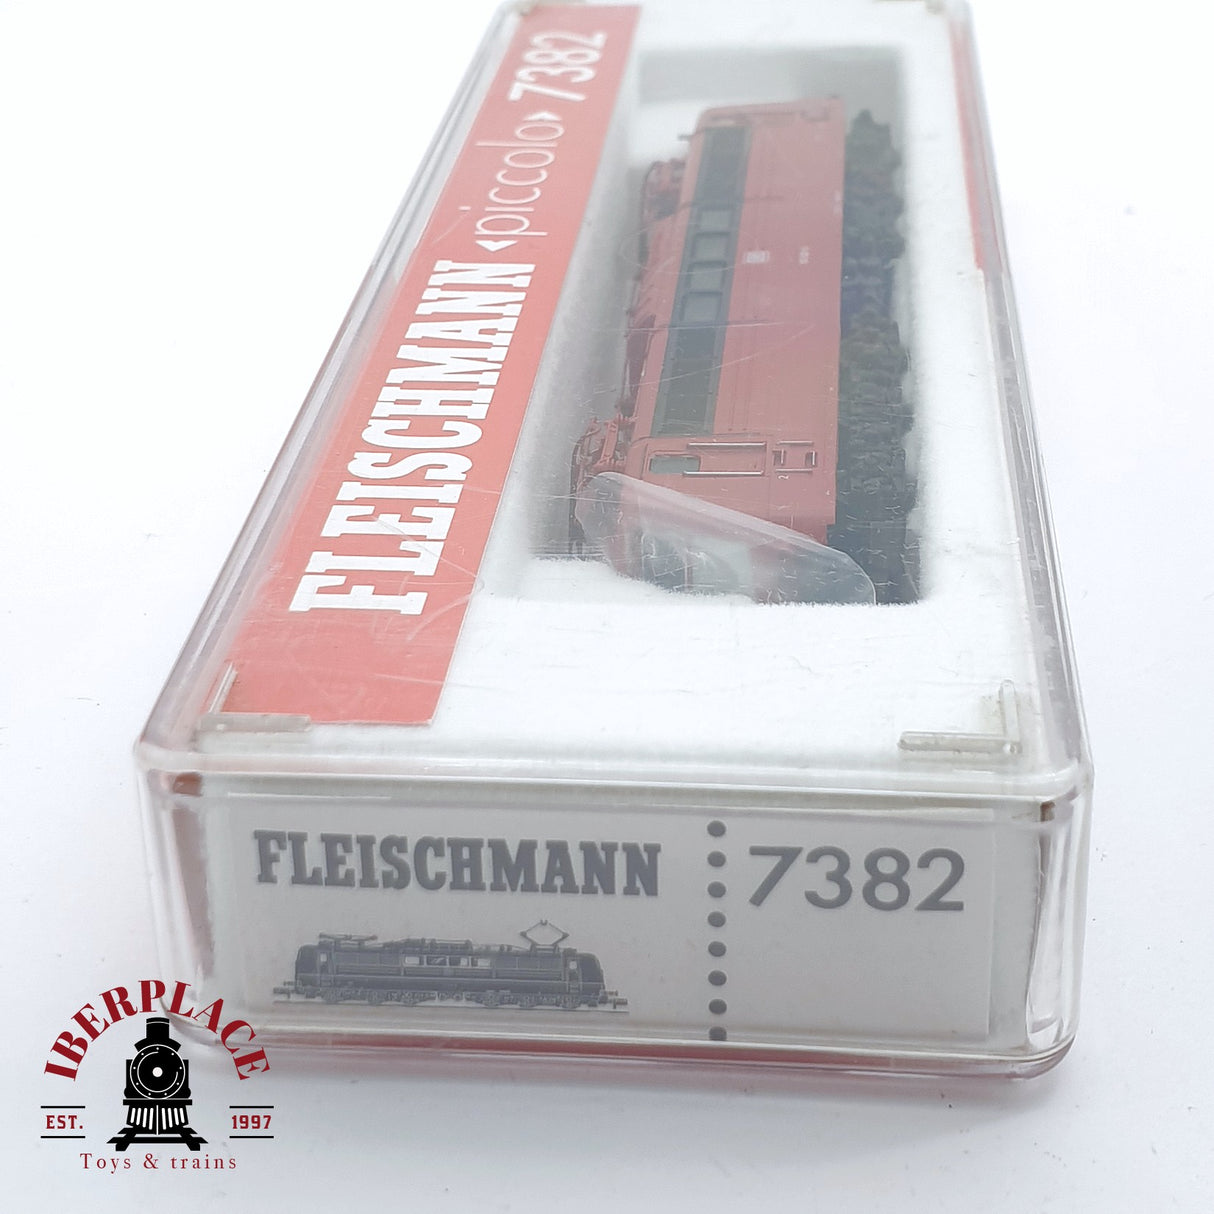 FLEISCHMANN «piccolo» 7382
FLEISCHMANN
7382
IBERPLACE
EST. 1997
Toys & trains